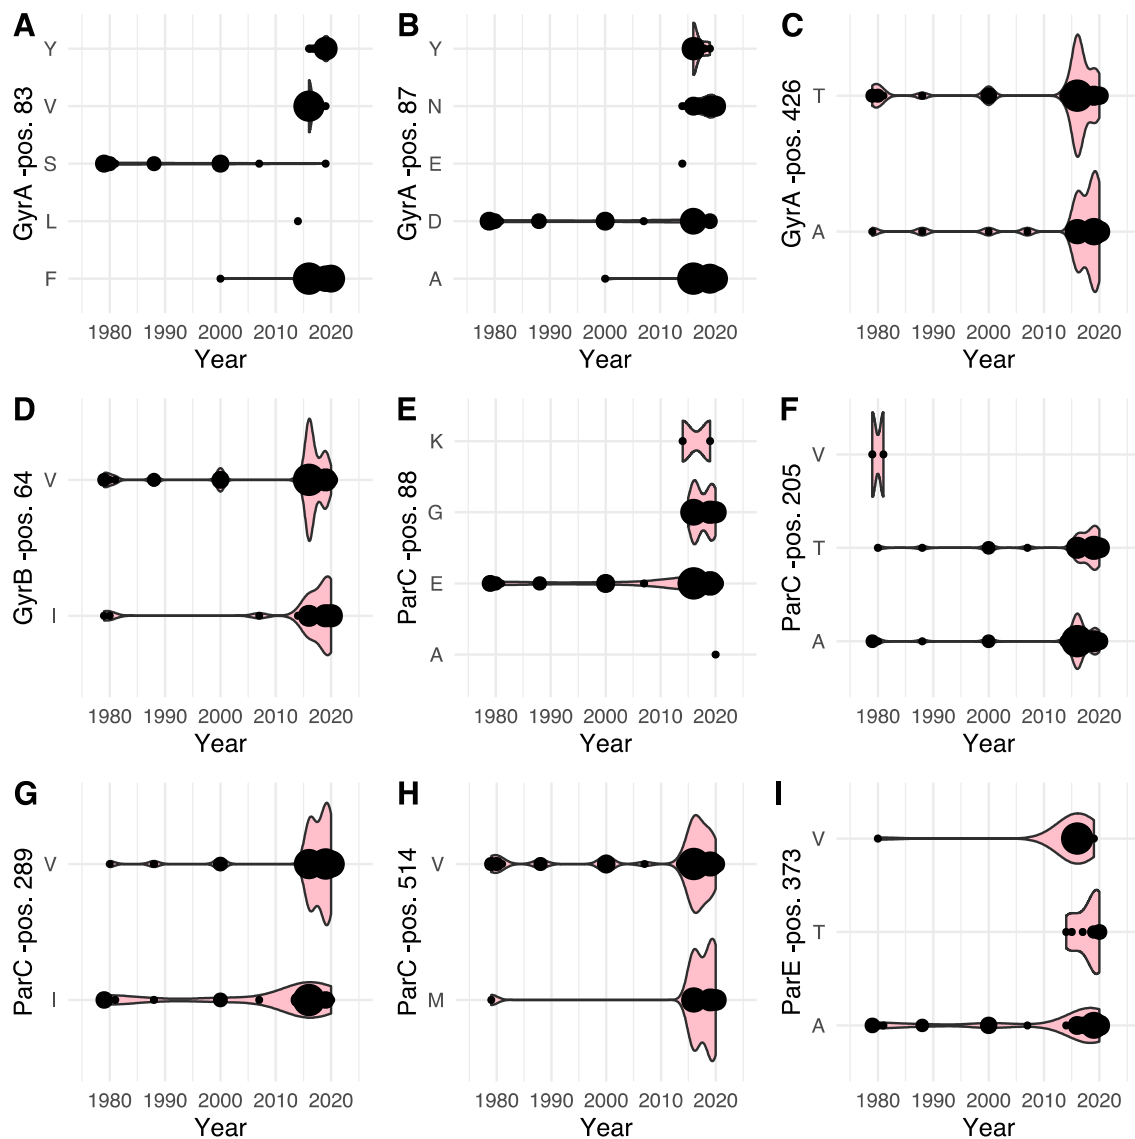 A
GyrA -pos. 83
Y
V
S
L
F
1980 1990 2000 2010 2020
Year
B
GyrA -pos. 87
Y
N
E
D
A
1980 1990 2000 2010 2020
Year
C
GyrA -pos. 426
T
A
1980 1990 2000 2010 2020
Year
D
GyrB -pos. 64
V
I
1980 1990 2000 2010 2020
Year
E
ParC -pos. 88
K
G
E
A
1980 1990 2000 2010 2020
Year
F
ParC -pos. 205
V
T
A
1980 1990 2000 2010 2020
Year
G
ParC -pos. 289
V
I
1980 1990 2000 2010 2020
Year
H
ParC -pos. 514
V
M
1980 1990 2000 2010 2020
Year
I
ParE -pos. 373
V
T
A
1980 1990 2000 2010 2020
Year